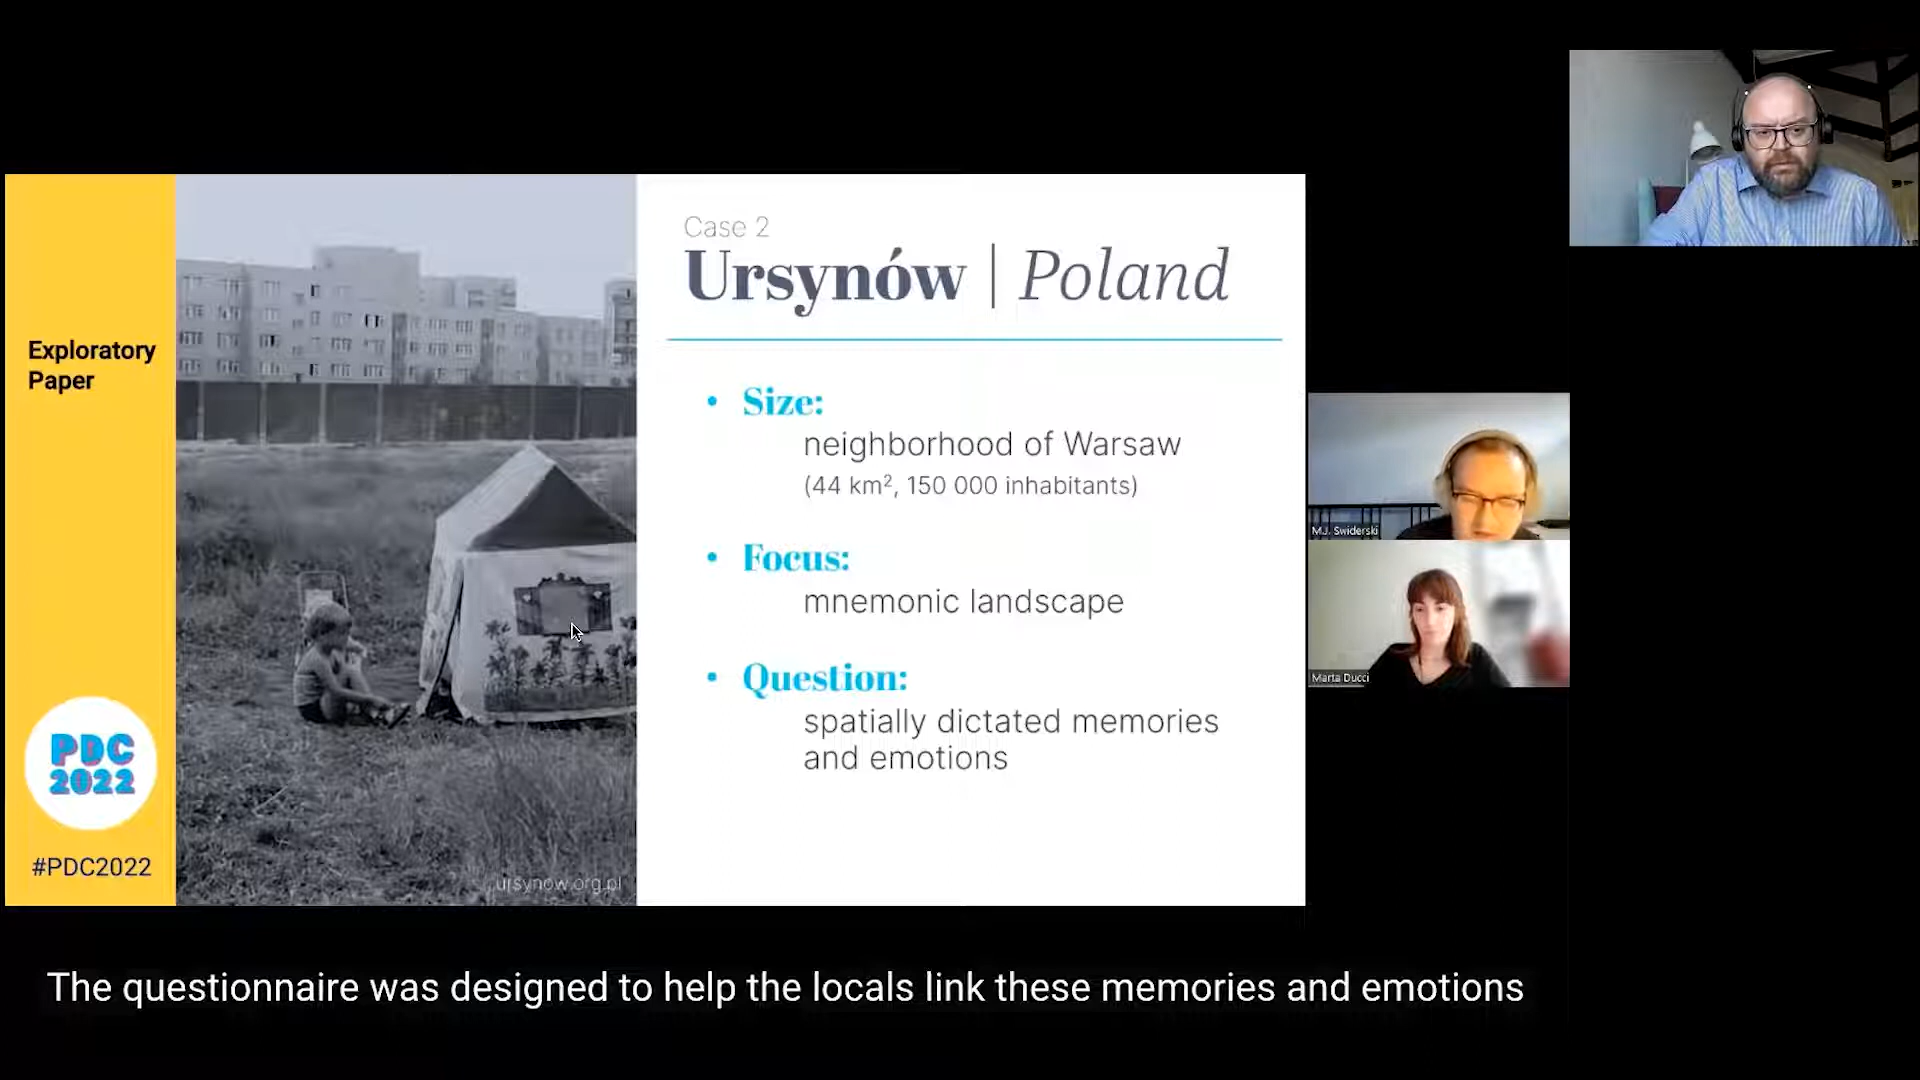 Exploratory
Paper
PDC
2022
#PDC2022
ursynow.org.pl
Case 2
Ursynów | Poland
• Size:
neighborhood of Warsaw
(44 km², 150 000 inhabitants)
• Focus:
mnemonic landscape
• Question:
spatially dictated memories
and emotions
M.J. Swiderski
Marta Ducci
The questionnaire was designed to help the locals link these memories and emotions